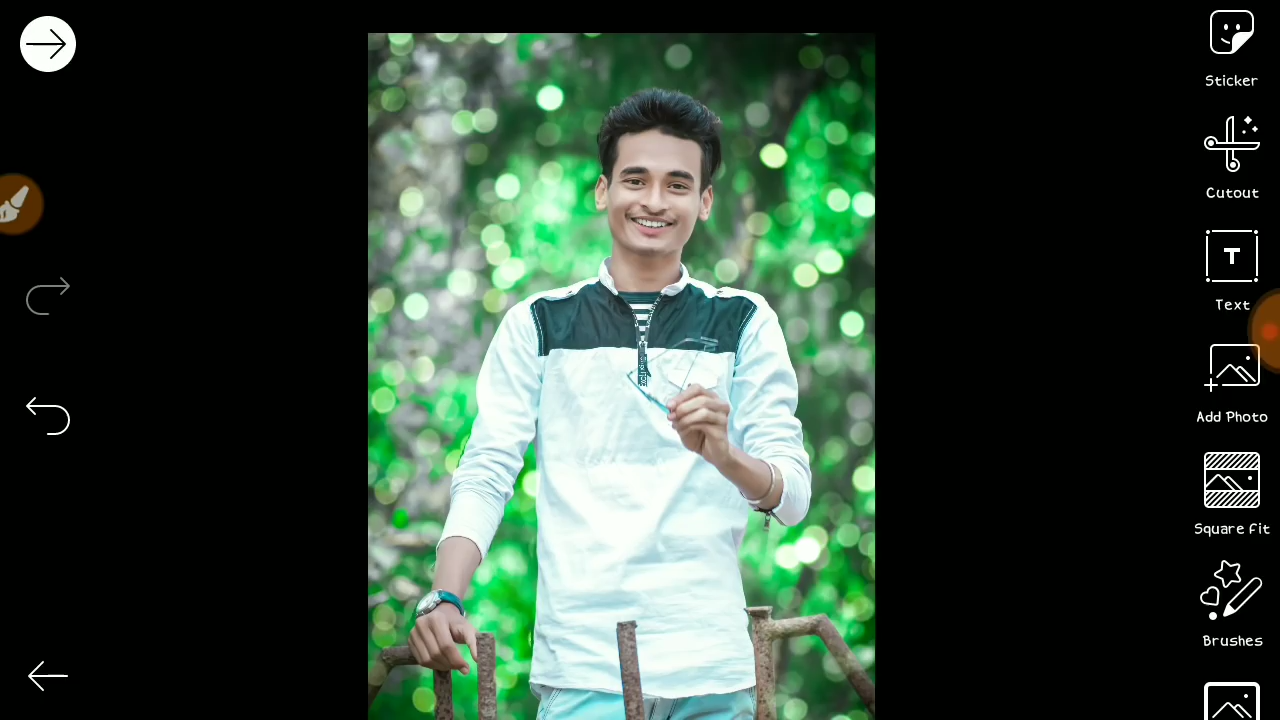 Sticker
Cutout
T
Text
Add Photo
Square Fit
Brushes